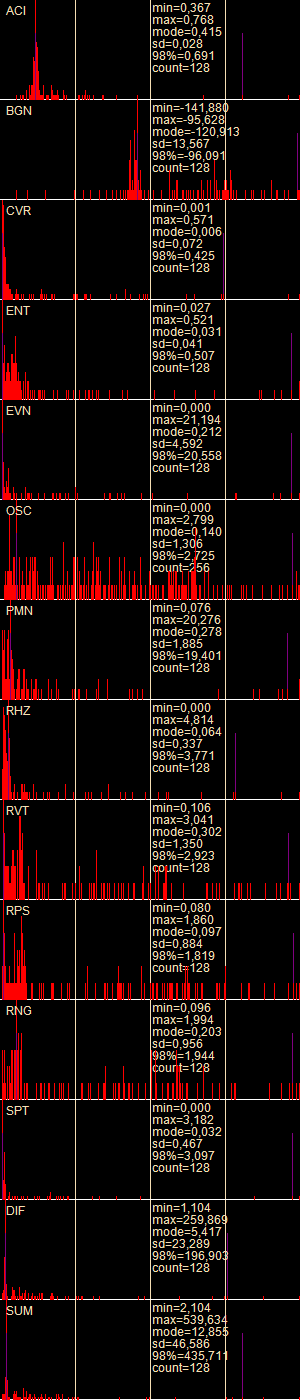 ACI
min=0,367
max=0,768
mode=0,415
sd=0,028
98%=0,691
count=128
BGN
min=-141,880
max=-95,628
mode=-120,913
sd=13,567
98%=-96,091
count=128
CVR
min=0,001
max=0,571
mode=0,006
sd=0,072
98%=0,425
count=128
ENT
min=0,027
max=0,521
mode=0,031
sd=0,041
98%=0,507
count=128
EVN
min=0,000
max=21,194
mode=0,212
sd=4,592
98%=20,558
count=128
OSC
min=0,000
max=2,799
mode=0,140
sd=1,306
98%=2,725
count=256
PMN
min=0,076
max=20,276
mode=0,278
sd=1,885
98%=19,401
count=128
RHZ
min=0,000
max=4,814
mode=0,064
sd=0,337
98%=3,771
count=128
RVT
min=0,106
max=3,041
mode=0,302
sd=1,350
98%=2,923
count=128
RPS
min=0,080
max=1,860
mode=0,097
sd=0,884
98%=1,819
count=128
RNG
min=0,096
max=1,994
mode=0,203
sd=0,956
98%=1,944
count=128
SPT
min=0,000
max=3,182
mode=0,032
sd=0,467
98%=3,097
count=128
DIF
min=1,104
max=259,869
mode=5,417
sd=23,289
98%=196,903
count=128
SUM
min=2,104
max=539,634
mode=12,855
sd=46,586
98%=435,711
count=128